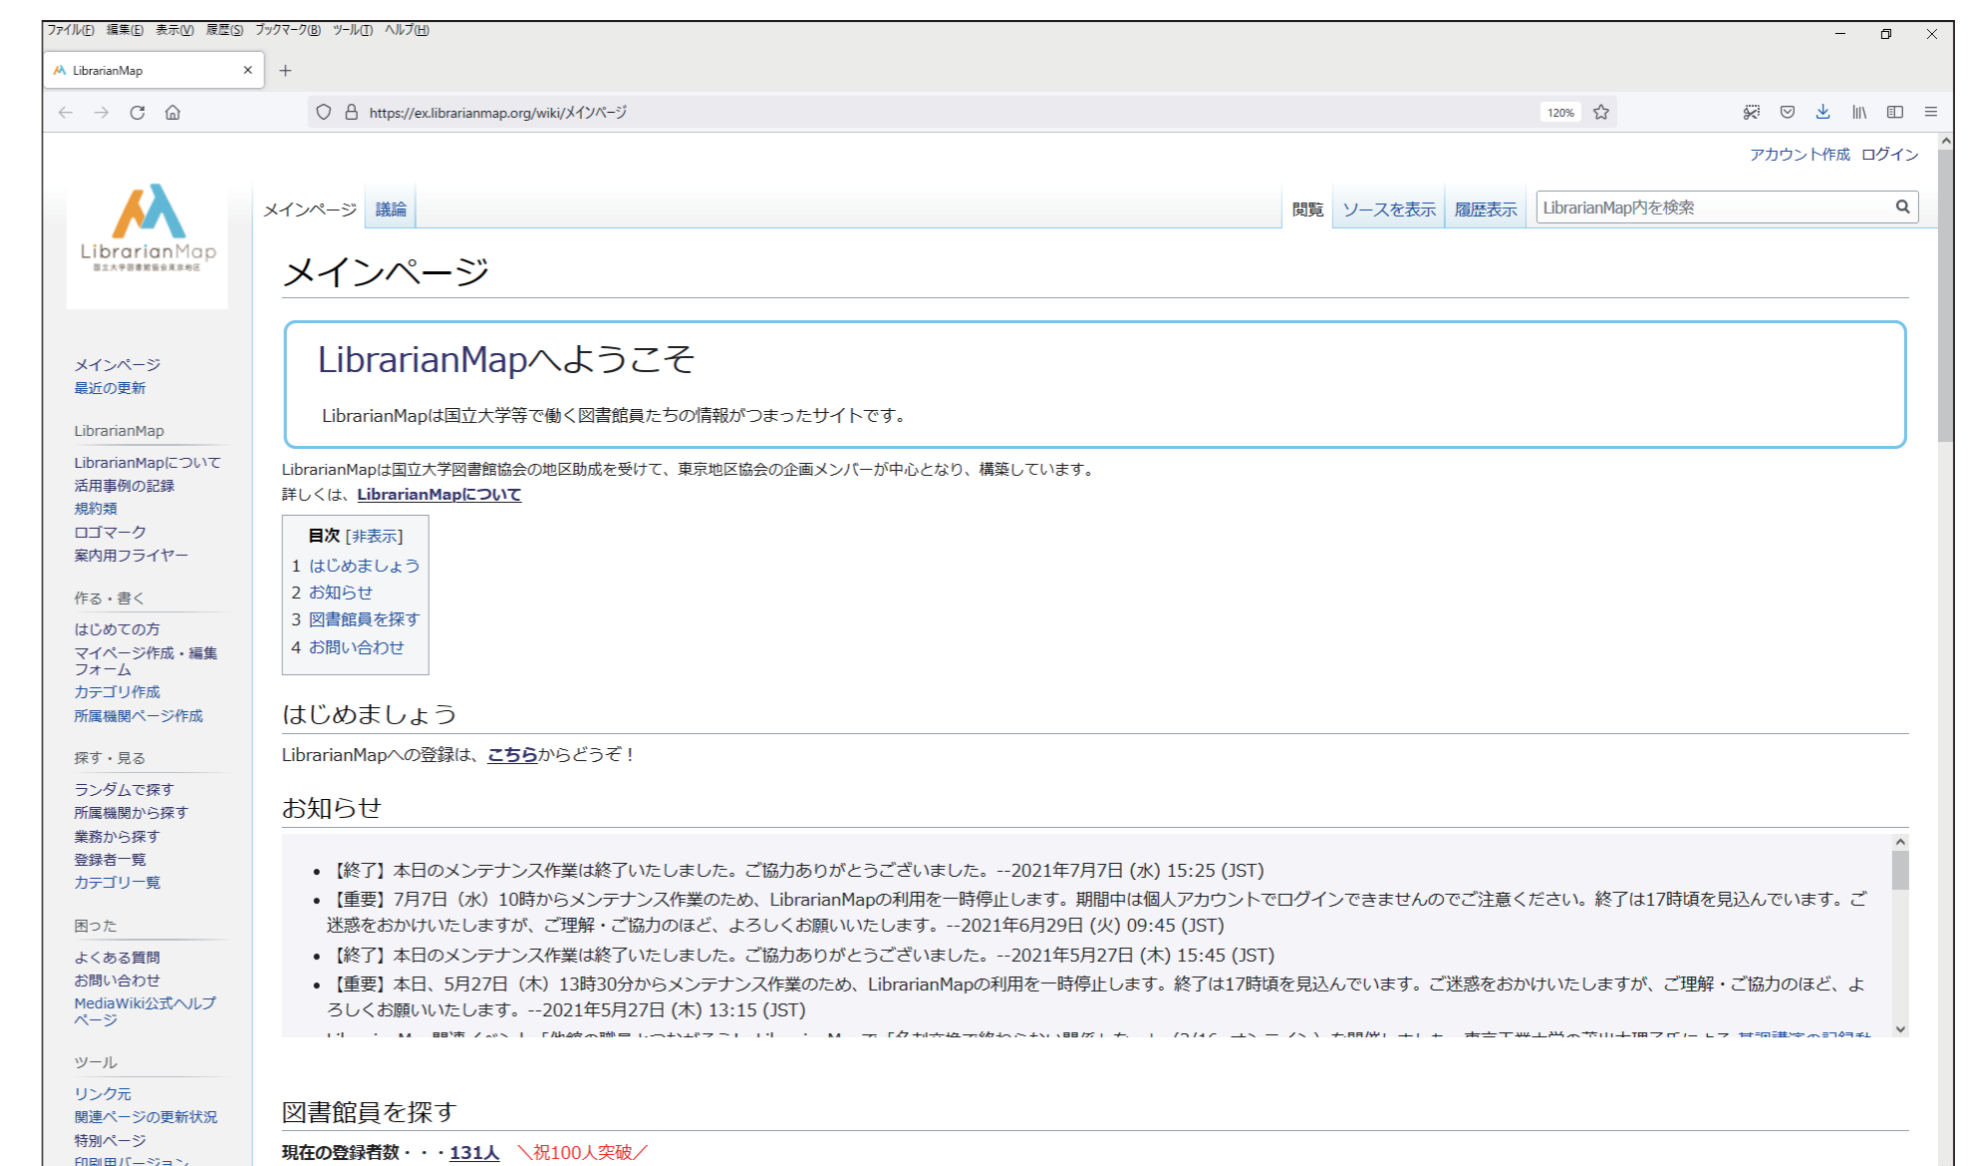 ファイル(F) 編集(E) 表示(V) 履歴(S) ブックマーク(B) ツール(T) ヘルプ(H)
LibrarianMap
https://ex.librarianmap.org/wiki/メインページ
120%
アカウント作成 ログイン
LibrarianMap
国立大学図書館協会東京地区
メインページ 議論
閲覧 ソースを表示 履歴表示 LibrarianMap内を検索
メインページ
最近の更新
LibrarianMap
LibrarianMapについて
活用事例の記録
規約類
ロゴマーク
案内用フライヤー
作る・書く
はじめての方
マイページ作成・編集
フォーム
カテゴリ作成
所属機関ページ作成
探す・見る
ランダムで探す
所属機関から探す
業務から探す
登録者一覧
カテゴリ一覧
困った
よくある質問
お問い合わせ
MediaWiki公式ヘルプ
ページ
ツール
リンク元
関連ページの更新状況
特別ページ
印刷用バージョン
メインページ
LibrarianMapへようこそ
LibrarianMapは国立大学等で働く図書館員たちの情報がつまったサイトです。
LibrarianMapは国立大学図書館協会の地区助成を受けて、東京地区協会の企画メンバーが中心となり、構築しています。
詳しくは、LibrarianMapについて
目次 [非表示]
1 はじめましょう
2 お知らせ
3 図書館員を探す
4 お問い合わせ
はじめましょう
LibrarianMapへの登録は、こちらからどうぞ！
お知らせ
• 【終了】本日のメンテナンス作業は終了いたしました。ご協力ありがとうございました。--2021年7月7日 (水) 15:25 (JST)
• 【重要】7月7日（水）10時からメンテナンス作業のため、LibrarianMapの利用を一時停止します。期間中は個人アカウントでログインできませんのでご注意ください。終了は17時頃を見込んでいます。ご
迷惑をおかけいたしますが、ご理解・ご協力のほど、よろしくお願いいたします。--2021年6月29日 (火) 09:45 (JST)
• 【終了】本日のメンテナンス作業は終了いたしました。ご協力ありがとうございました。--2021年5月27日 (木) 15:45 (JST)
• 【重要】本日、5月27日（木）13時30分からメンテナンス作業のため、LibrarianMapの利用を一時停止します。終了は17時頃を見込んでいます。ご迷惑をおかけいたしますが、ご理解・ご協力のほど、よ
ろしくお願いいたします。--2021年5月27日 (木) 13:15 (JST)
図書館員を探す
現在の登録者数・・・131人 ＼祝100人突破／